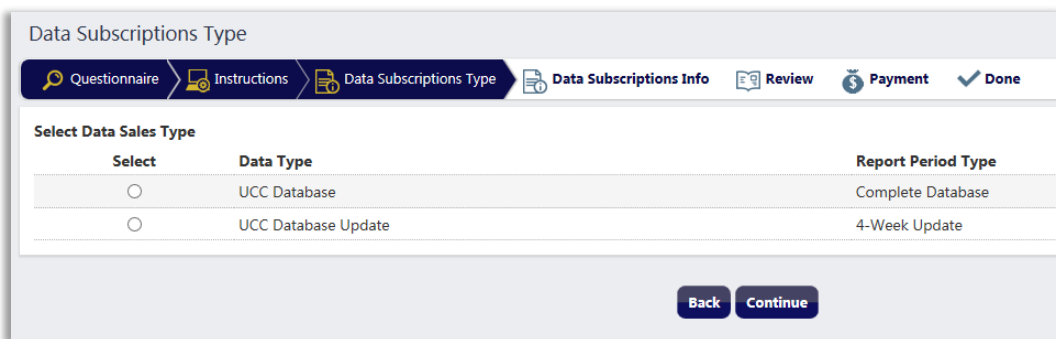 Data Subscriptions Type
Questionnaire Instructions Data Subscriptions Type Data Subscriptions Info Review Payment Done
Select Data Sales Type
Select Data Type Report Period Type
UCC Database Complete Database
UCC Database Update 4-Week Update
Back Continue